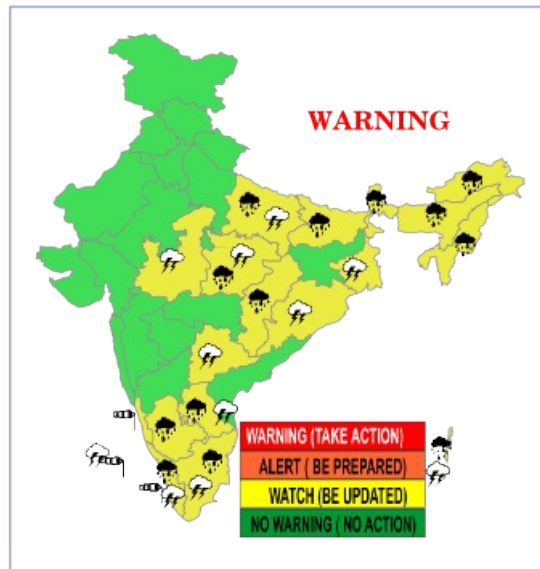 WARNING
WARNING (TAKE ACTION)
ALERT ( BE PREPARED)
WATCH (BE UPDATED)
NO WARNING ( NO ACTION)